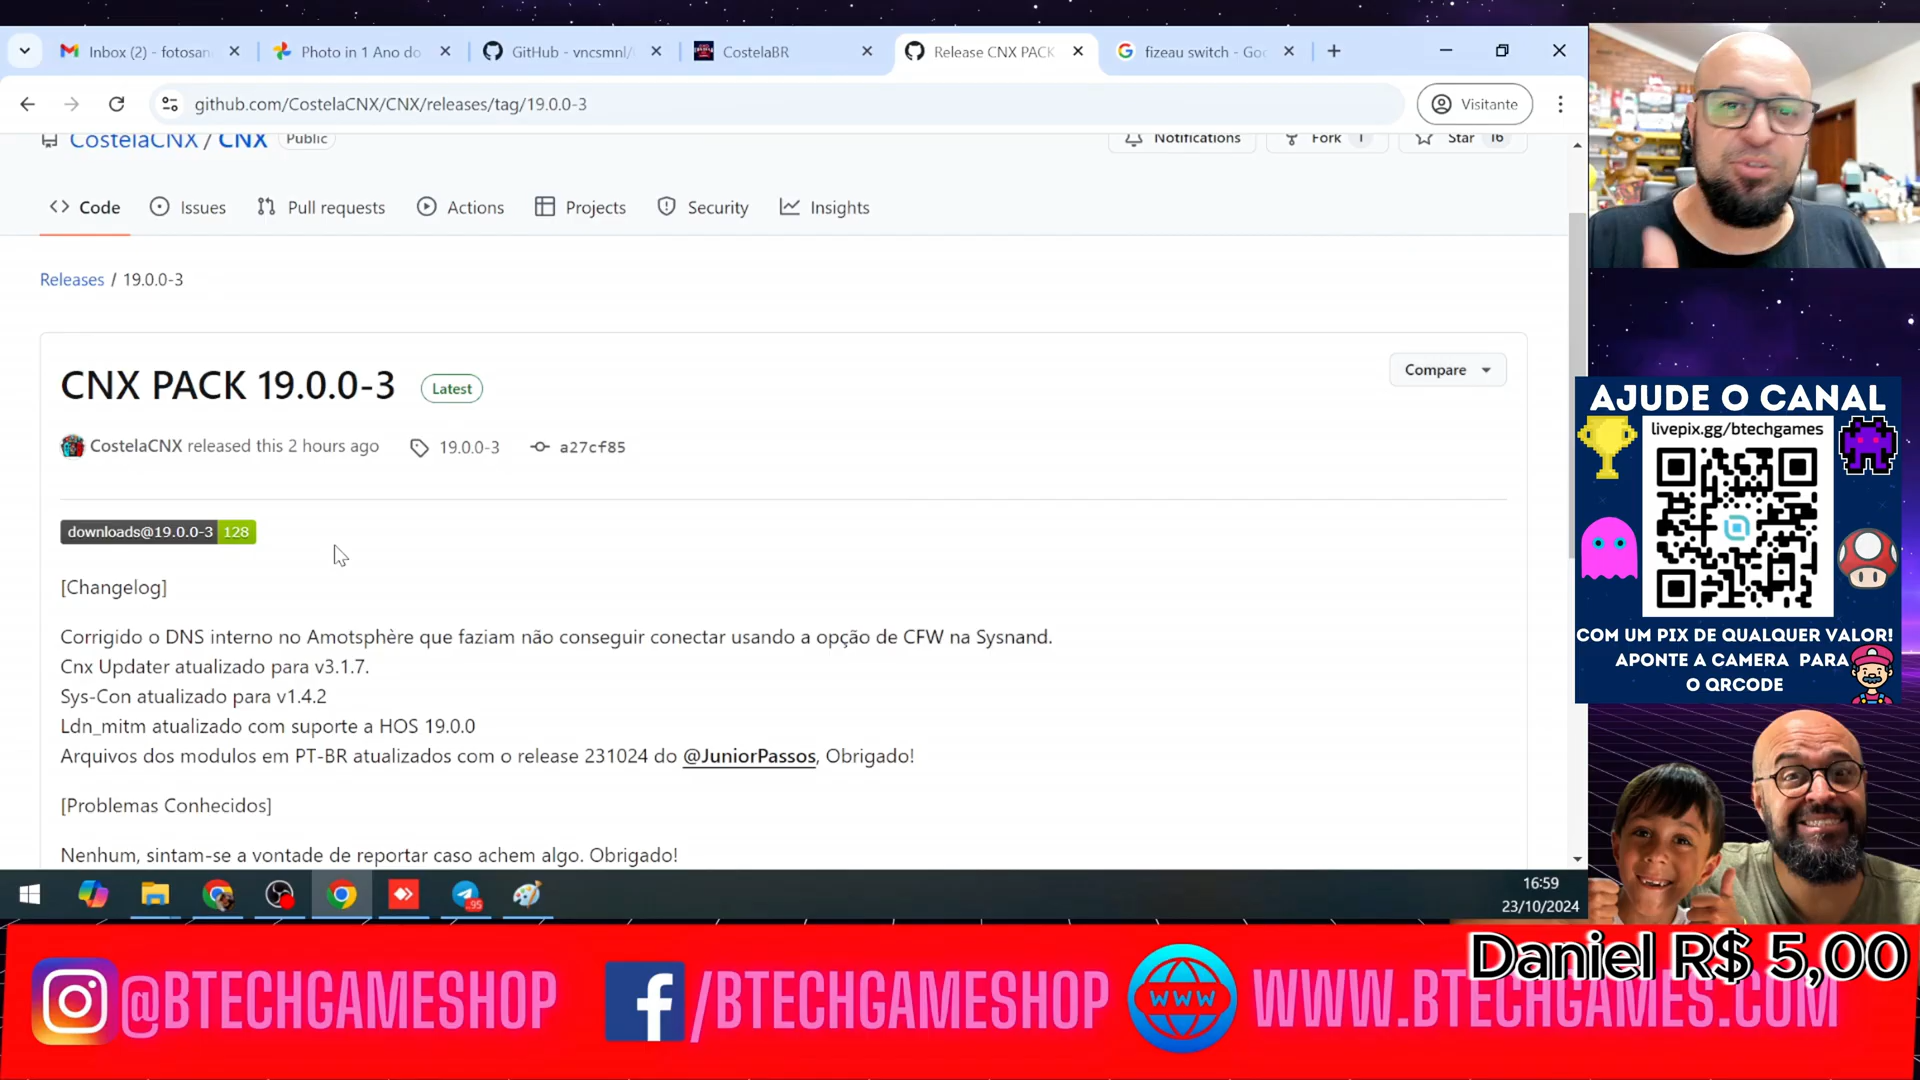 Inbox (2) - fotosan
Photo in 1 Ano do
GitHub - vncsmnl/
CostelaBR
Release CNX PACK
fizeau switch - Goo
github.com/CostelaCNX/CNX/releases/tag/19.0.0-3
Visitante
CostelaCNX / CNX
Public
Notifications
Fork 1
Star 16
Code
Issues
Pull requests
Actions
Projects
Security
Insights
Releases / 19.0.0-3
CNX PACK 19.0.0-3
Latest
Compare
CostelaCNX released this 2 hours ago
19.0.0-3
a27cf85
downloads@19.0.0-3 128
[Changelog]
Corrigido o DNS interno no Amotsphère que faziam não conseguir conectar usando a opção de CFW na Sysnand.
Cnx Updater atualizado para v3.1.7.
Sys-Con atualizado para v1.4.2
Ldn_mitm atualizado com suporte a HOS 19.0.0
Arquivos dos modulos em PT-BR atualizados com o release 231024 do @JuniorPassos, Obrigado!
[Problemas Conhecidos]
Nenhum, sintam-se a vontade de reportar caso achem algo. Obrigado!
95
16:59
23/10/2024
AJUDE O CANAL
livepix.gg/btechgames
COM UM PIX DE QUALQUER VALOR!
APONTE A CAMERA PARA
O QRCODE
Daniel R$ 5,00
@BTECHGAMESHOP
/BTECHGAMESHOP
WWW
WWW.BTECHGAMES.COM